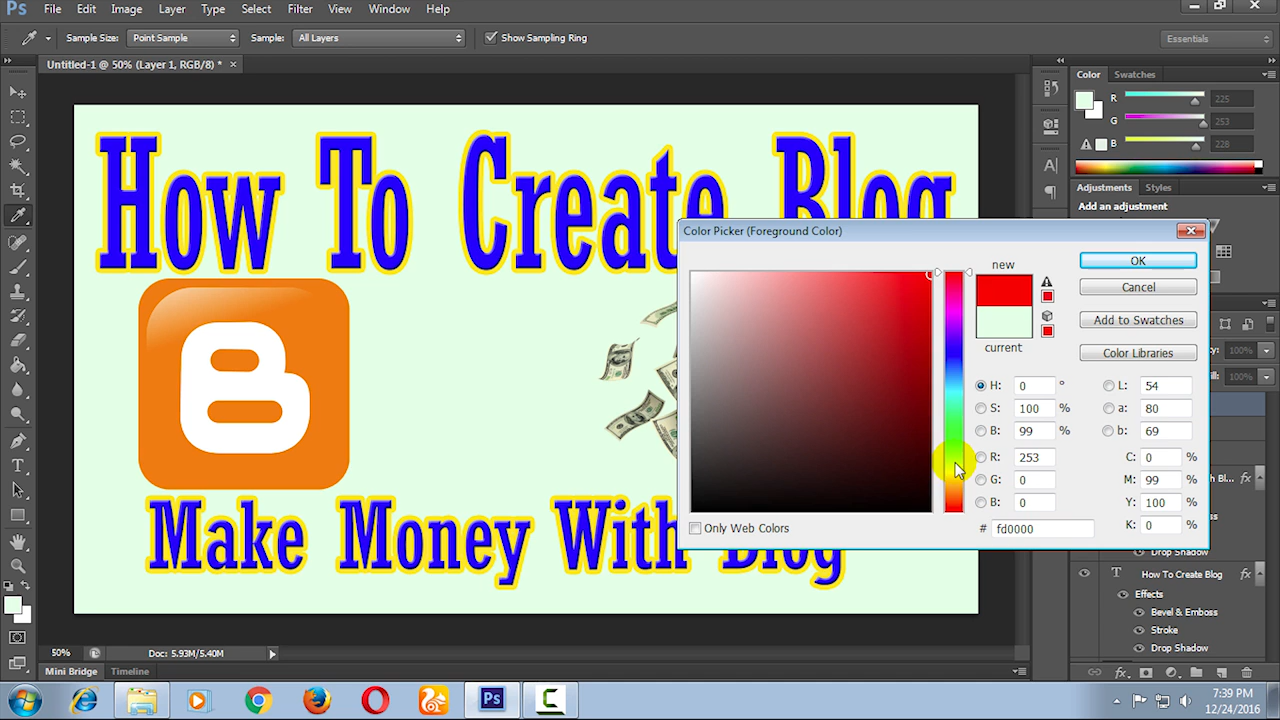 Ps File Edit Image Layer Type Select Filter View Window Help
Sample Size: Point Sample Sample: All Layers Show Sampling Ring Essentials
Untitled-1 @ 50% (Layer 1, RGB/8) * ×
Color Swatches
R 225
G 253
B 228
Adjustments Styles
Add an adjustment
How To Create Blog
Color Picker (Foreground Color)
new
current
OK
Cancel
Add to Swatches
Color Libraries
H: 0 °
S: 100 %
B: 99 %
R: 253
G: 0
B: 0
L: 54
a: 80
b: 69
C: 0 %
M: 99 %
Y: 100 %
K: 0 %
# fd0000
Only Web Colors
100%
100%
B
Make Money With Blog
Drop Shadow
T How To Create Blog fx
Effects
Bevel & Emboss
Stroke
Drop Shadow
50% Doc: 5.93M/5.40M
Mini Bridge Timeline
Ps C
7:39 PM
12/24/2016